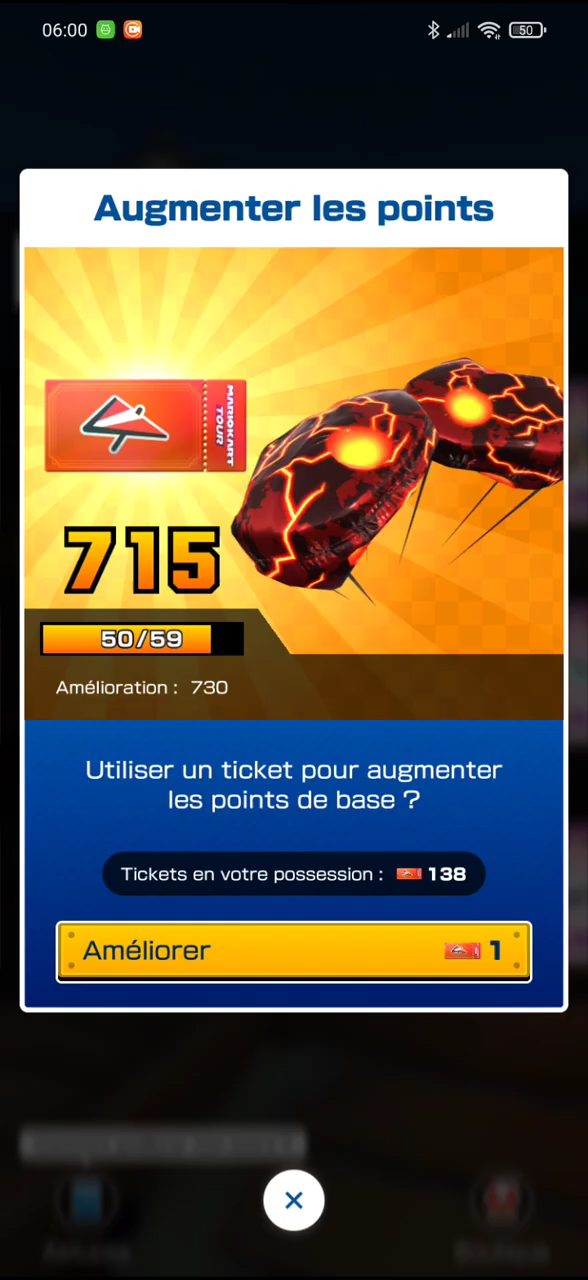 06:00
50
Augmenter les points
MARIOKART
TOUR
715
50/59
Amélioration : 730
Utiliser un ticket pour augmenter
les points de base ?
Tickets en votre possession : 138
Améliorer 1